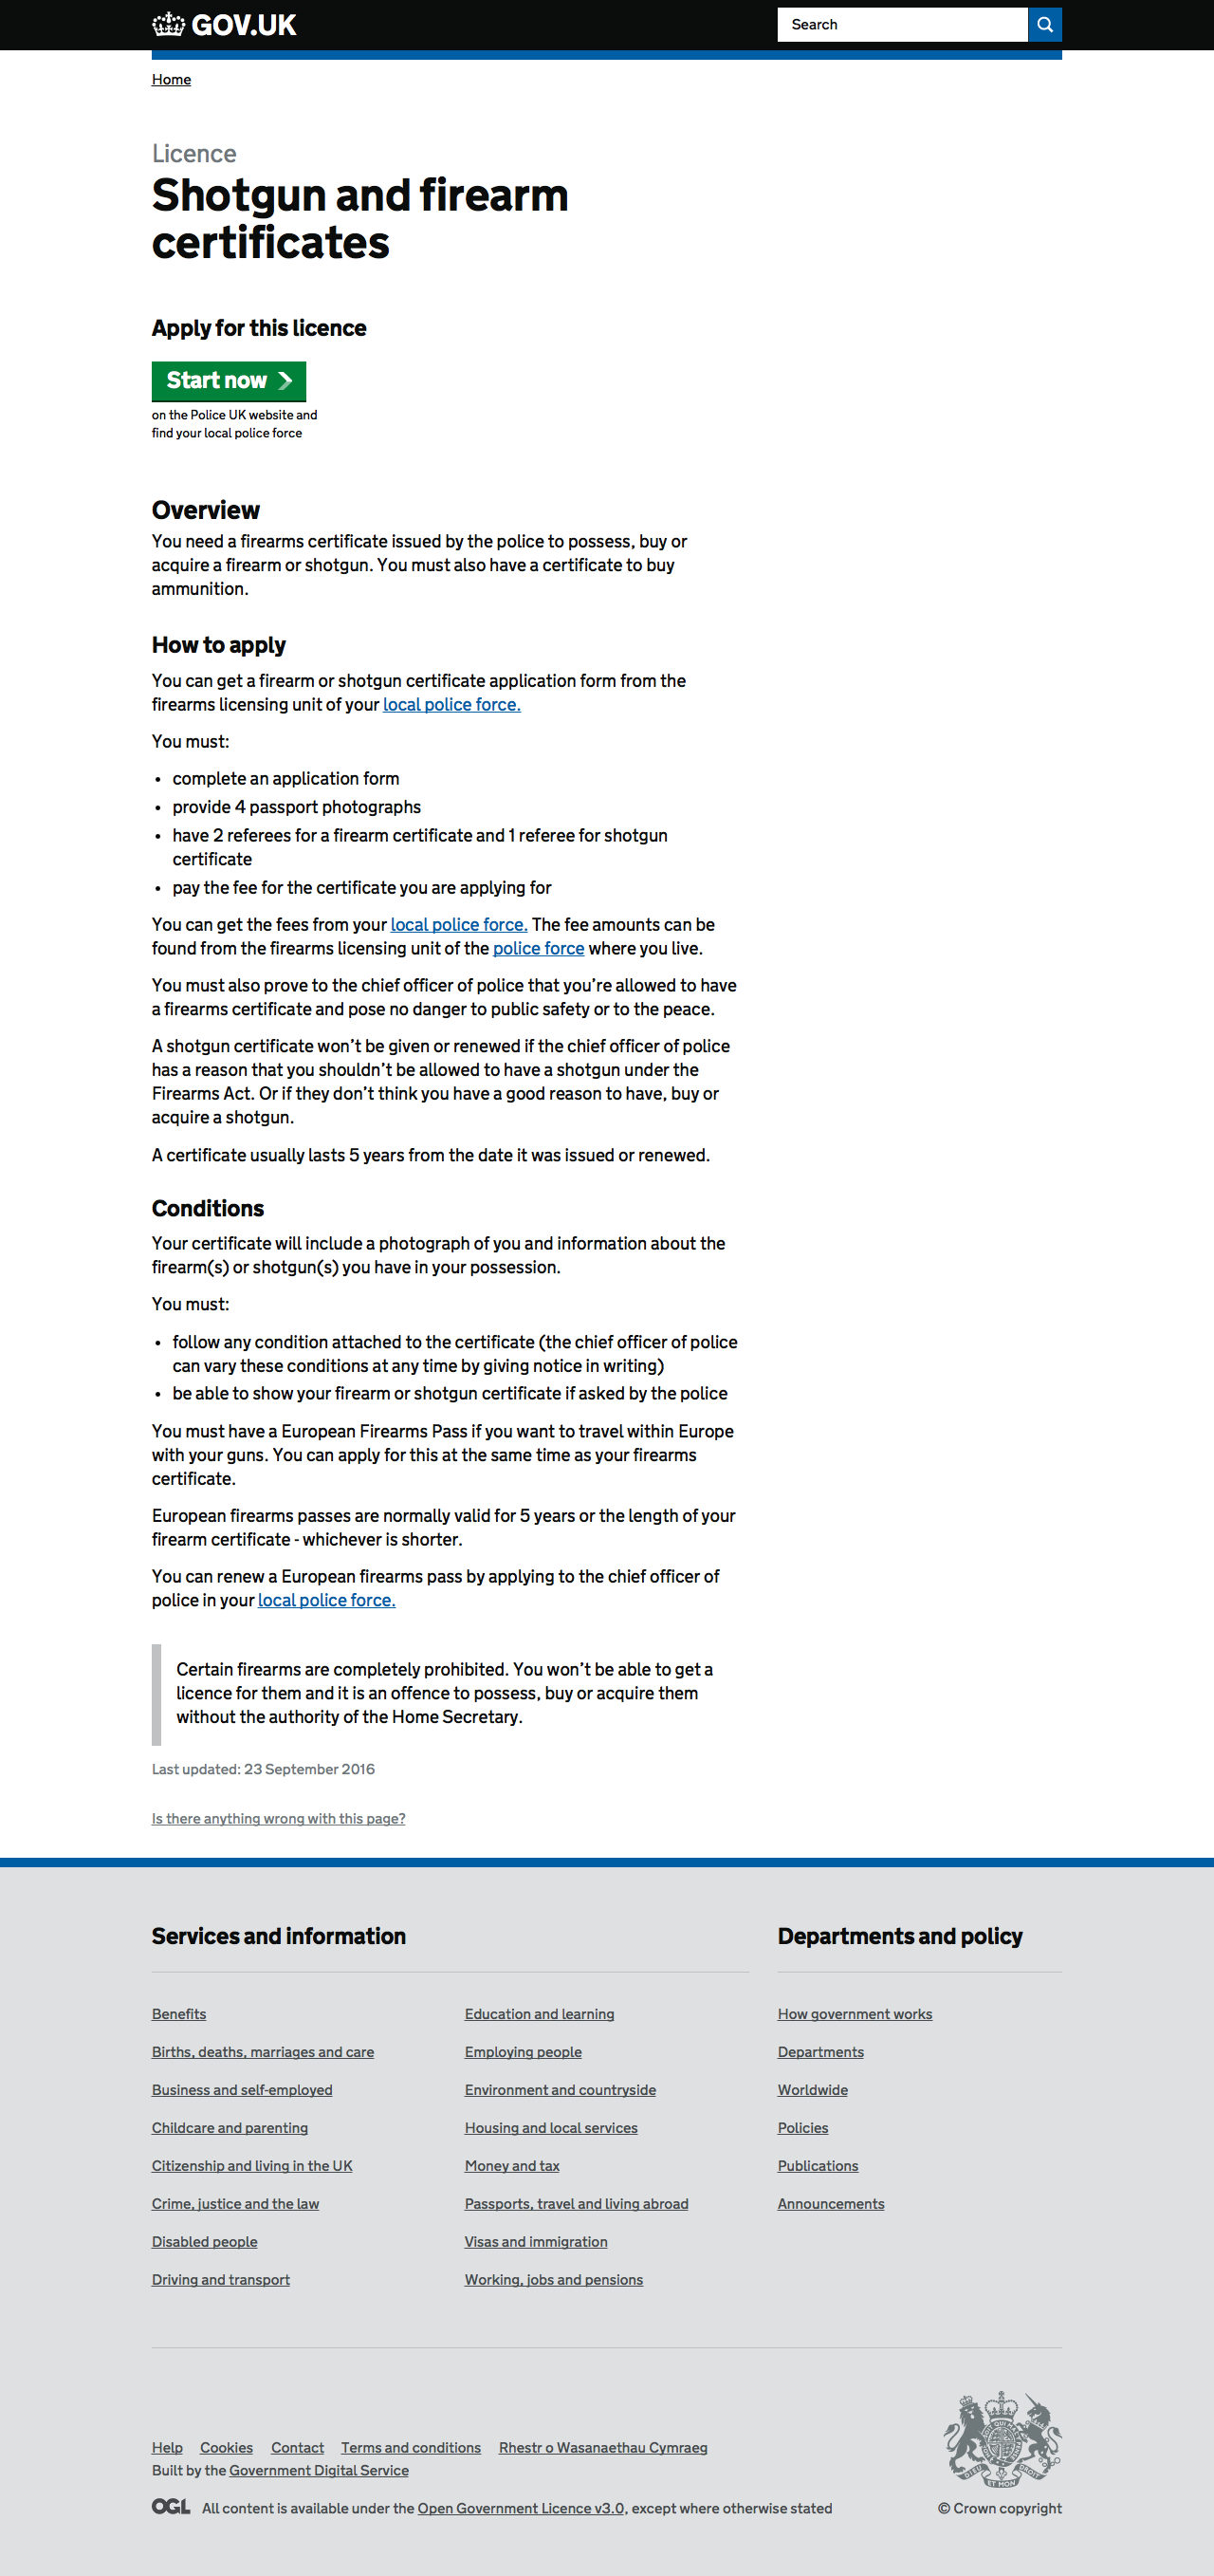 GOV.UK
Search
Home
Licence
Shotgun and firearm
certificates
Apply for this licence
Start now
on the Police UK website and
find your local police force
Overview
You need a firearms certificate issued by the police to possess, buy or
acquire a firearm or shotgun. You must also have a certificate to buy
ammunition.
How to apply
You can get a firearm or shotgun certificate application form from the
firearms licensing unit of your local police force.
You must:
• complete an application form
• provide 4 passport photographs
• have 2 referees for a firearm certificate and 1 referee for shotgun
certificate
• pay the fee for the certificate you are applying for
You can get the fees from your local police force. The fee amounts can be
found from the firearms licensing unit of the police force where you live.
You must also prove to the chief officer of police that you’re allowed to have
a firearms certificate and pose no danger to public safety or to the peace.
A shotgun certificate won’t be given or renewed if the chief officer of police
has a reason that you shouldn’t be allowed to have a shotgun under the
Firearms Act. Or if they don’t think you have a good reason to have, buy or
acquire a shotgun.
A certificate usually lasts 5 years from the date it was issued or renewed.
Conditions
Your certificate will include a photograph of you and information about the
firearm(s) or shotgun(s) you have in your possession.
You must:
• follow any condition attached to the certificate (the chief officer of police
can vary these conditions at any time by giving notice in writing)
• be able to show your firearm or shotgun certificate if asked by the police
You must have a European Firearms Pass if you want to travel within Europe
with your guns. You can apply for this at the same time as your firearms
certificate.
European firearms passes are normally valid for 5 years or the length of your
firearm certificate - whichever is shorter.
You can renew a European firearms pass by applying to the chief officer of
police in your local police force.
Certain firearms are completely prohibited. You won’t be able to get a
licence for them and it is an offence to possess, buy or acquire them
without the authority of the Home Secretary.
Last updated: 23 September 2016
Is there anything wrong with this page?
Services and information
Benefits
Births, deaths, marriages and care
Business and self-employed
Childcare and parenting
Citizenship and living in the UK
Crime, justice and the law
Disabled people
Driving and transport
Education and learning
Employing people
Environment and countryside
Housing and local services
Money and tax
Passports, travel and living abroad
Visas and immigration
Working, jobs and pensions
Departments and policy
How government works
Departments
Worldwide
Policies
Publications
Announcements
Help Cookies Contact Terms and conditions Rhestr o Wasanaethau Cymraeg
Built by the Government Digital Service
OGL All content is available under the Open Government Licence v3.0, except where otherwise stated
DIEU ET MON DROIT
© Crown copyright